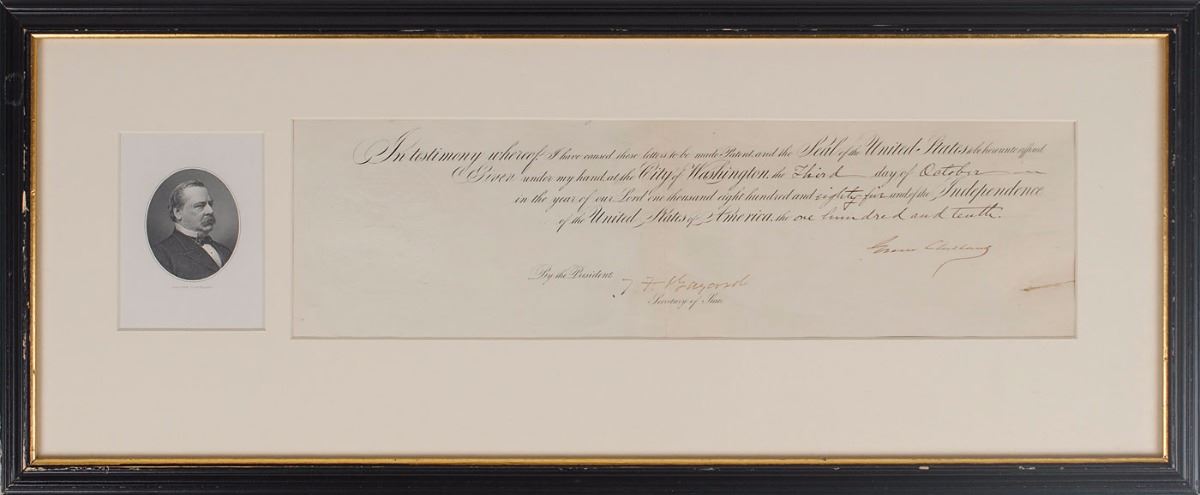 In testimony whereof I have caused these letters to be made Patent, and the Seal of the United States to be hereunto affixed.
Given under my hand, at the City of Washington, the Third day of October
in the year of our Lord one thousand eight hundred and eighty-five and of the Independence
of the United States of America, the one hundred and tenth.
Grover Cleveland
By the President,
T. F. Bayard
Secretary of State